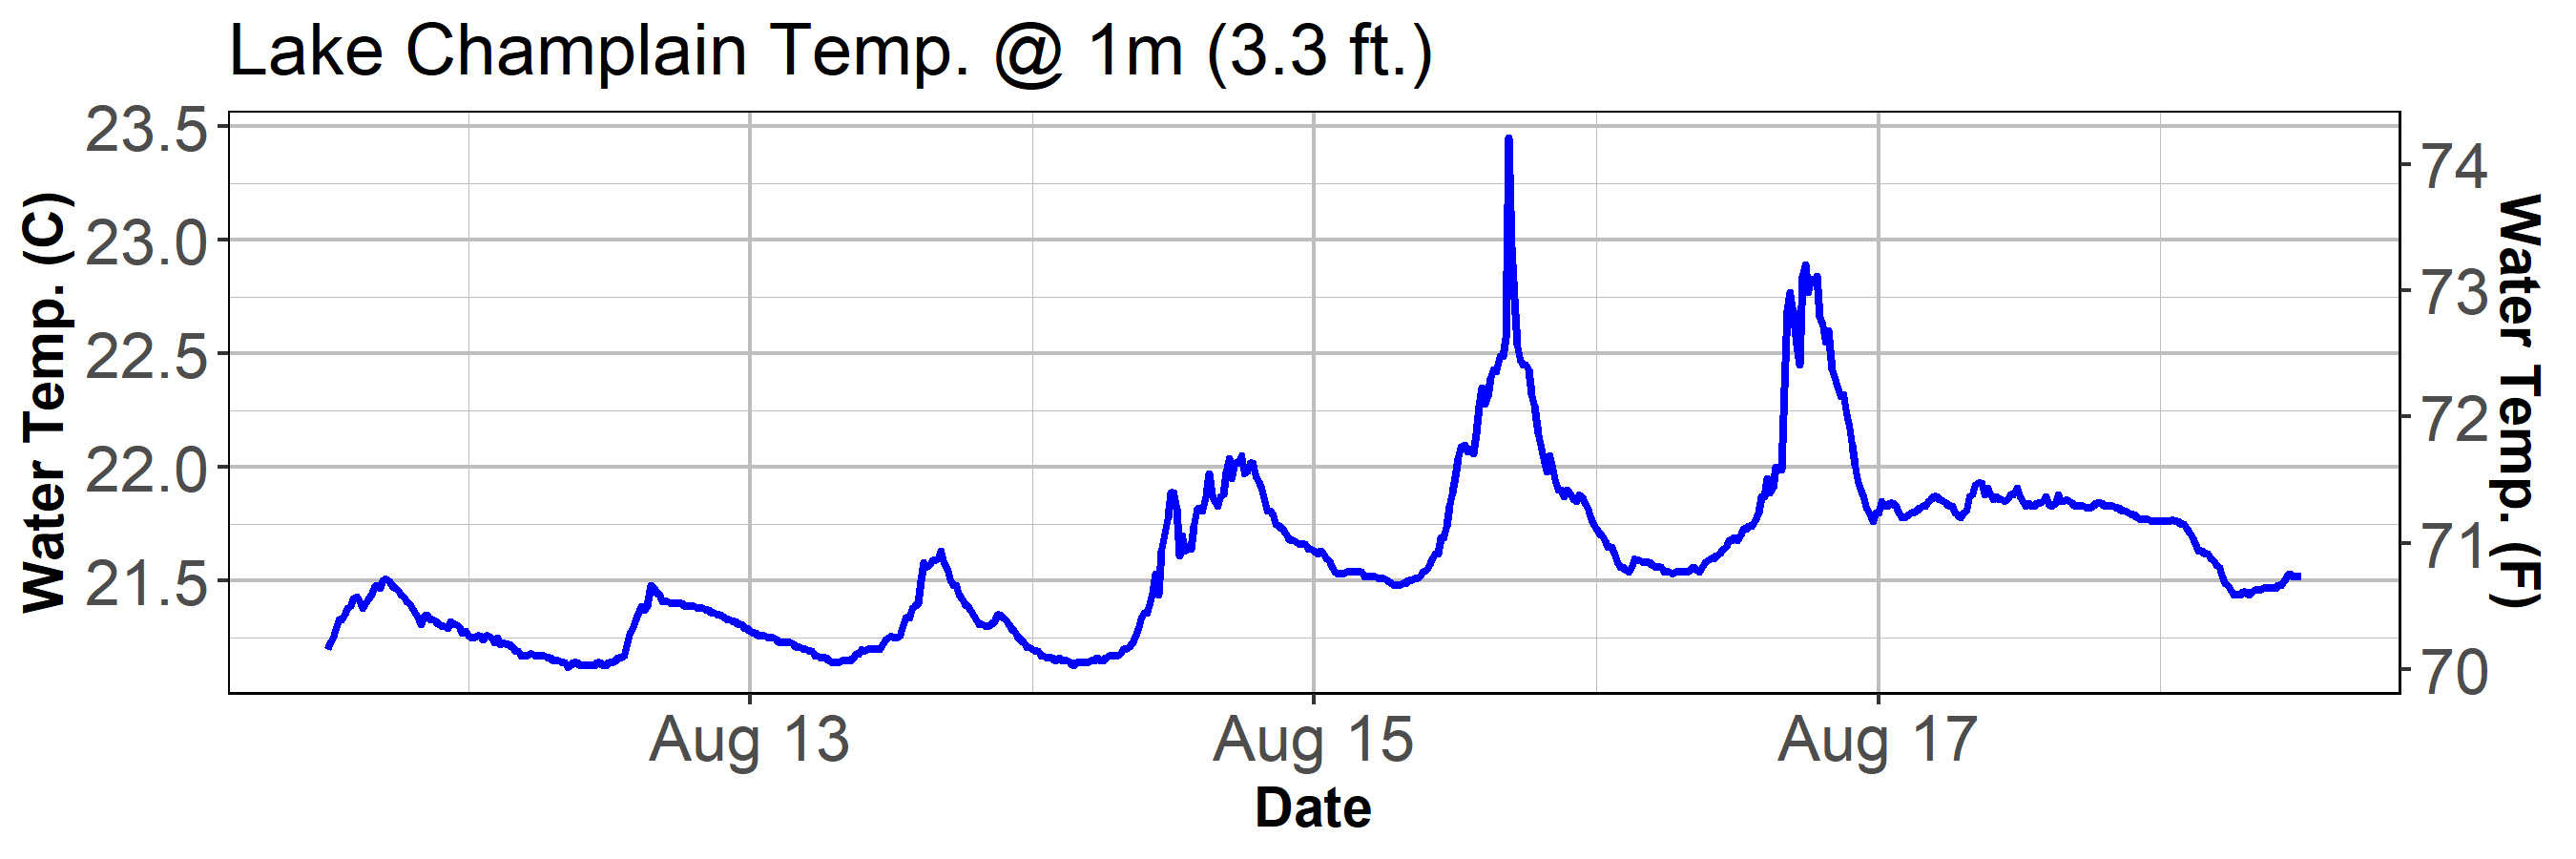 Lake Champlain Temp. @ 1m (3.3 ft.)
Water Temp. (C)
23.5
23.0
22.5
22.0
21.5
74
73
72
71
70
Water Temp. (F)
Aug 13
Aug 15
Aug 17
Date